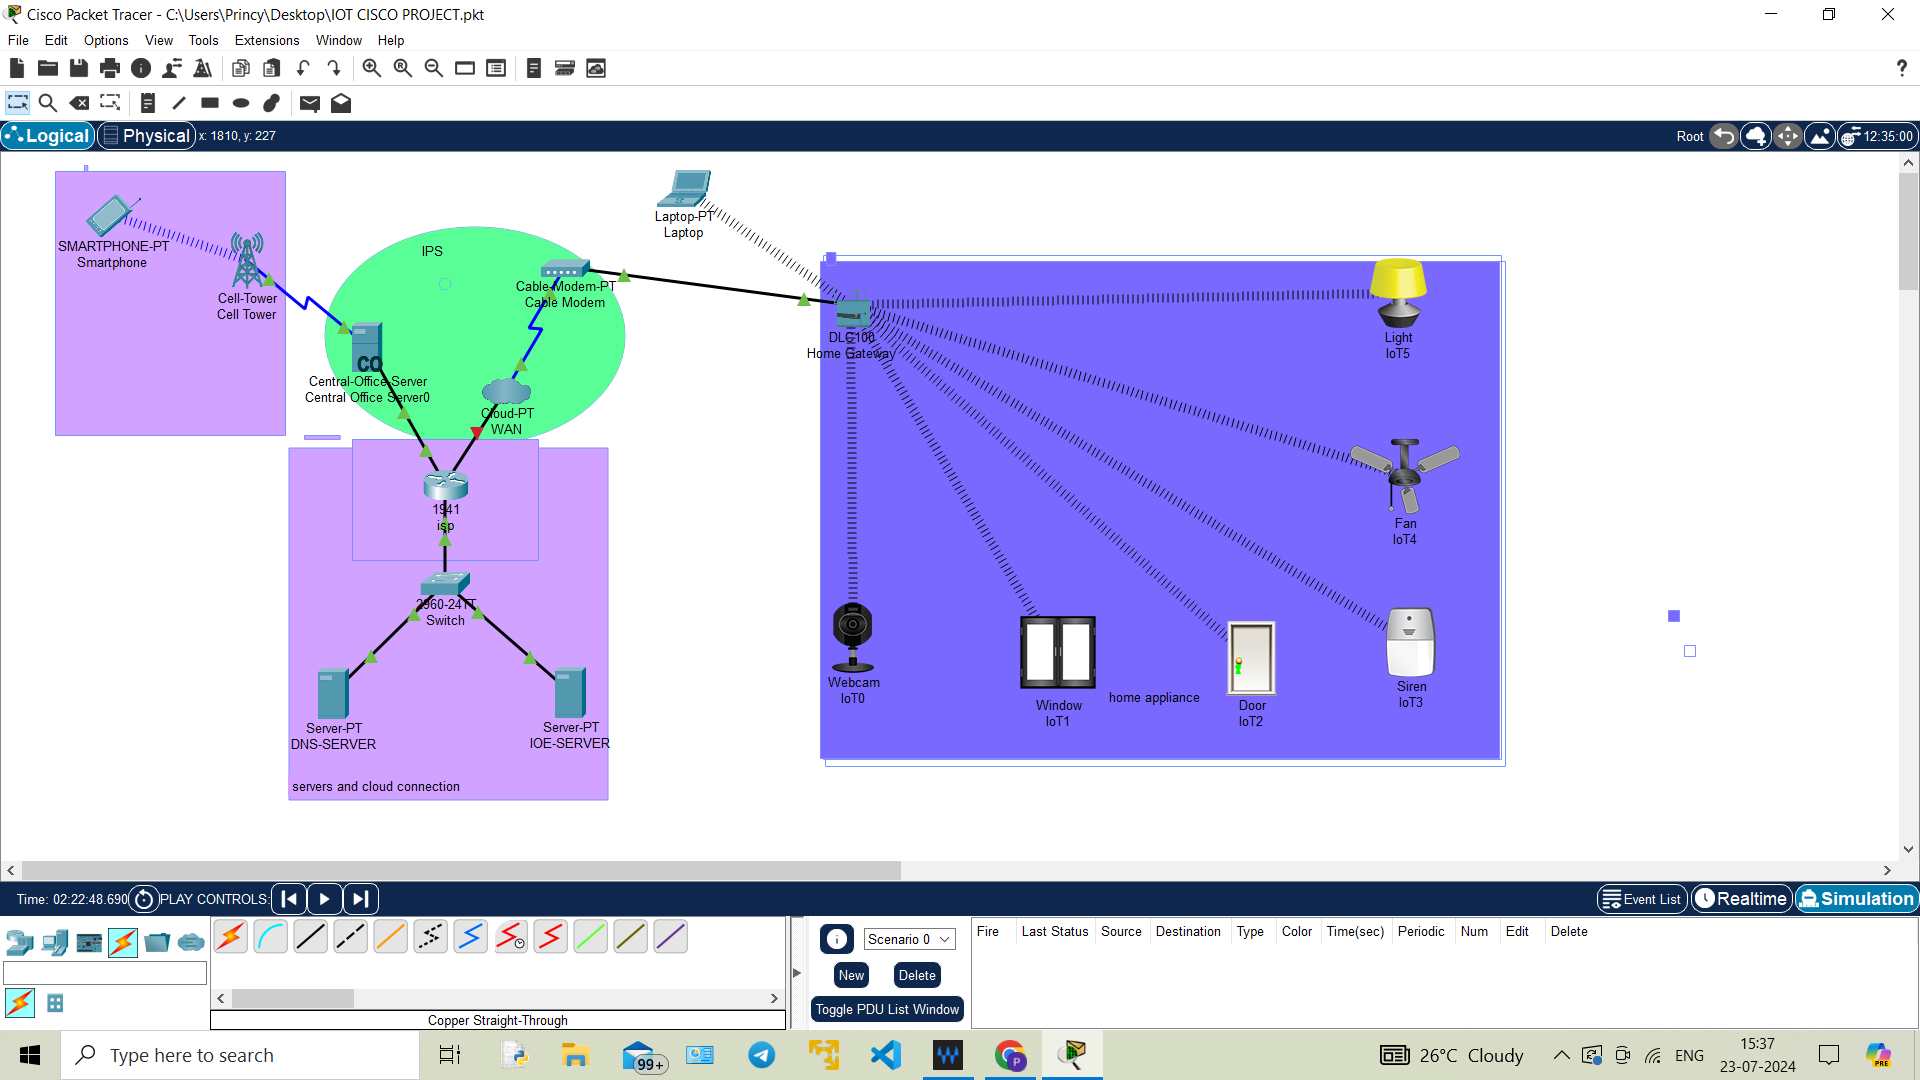 Cisco Packet Tracer - C:\Users\Princy\Desktop\IOT CISCO PROJECT.pkt
File Edit Options View Tools Extensions Window Help
?
Logical Physical x: 1810, y: 227 Root 12:35:00
SMARTPHONE-PT
Smartphone
Cell-Tower
Cell Tower
IPS
Cable-Modem-PT
Cable Modem
CO
Central-Office-Server
Central Office Server0
Cloud-PT
WAN
1941
isp
2960-24TT
Switch
Server-PT
DNS-SERVER
Server-PT
IOE-SERVER
servers and cloud connection
Laptop-PT
Laptop
DLC100
Home Gateway
Light
IoT5
Fan
IoT4
Siren
IoT3
Door
IoT2
home appliance
Window
IoT1
Webcam
IoT0
Time: 02:22:48.690 PLAY CONTROLS: Event List Realtime Simulation
Scenario 0
New Delete
Toggle PDU List Window
Fire Last Status Source Destination Type Color Time(sec) Periodic Num Edit Delete
Copper Straight-Through
Type here to search
99+
W
P
26°C Cloudy
ENG
15:37
23-07-2024
PRE